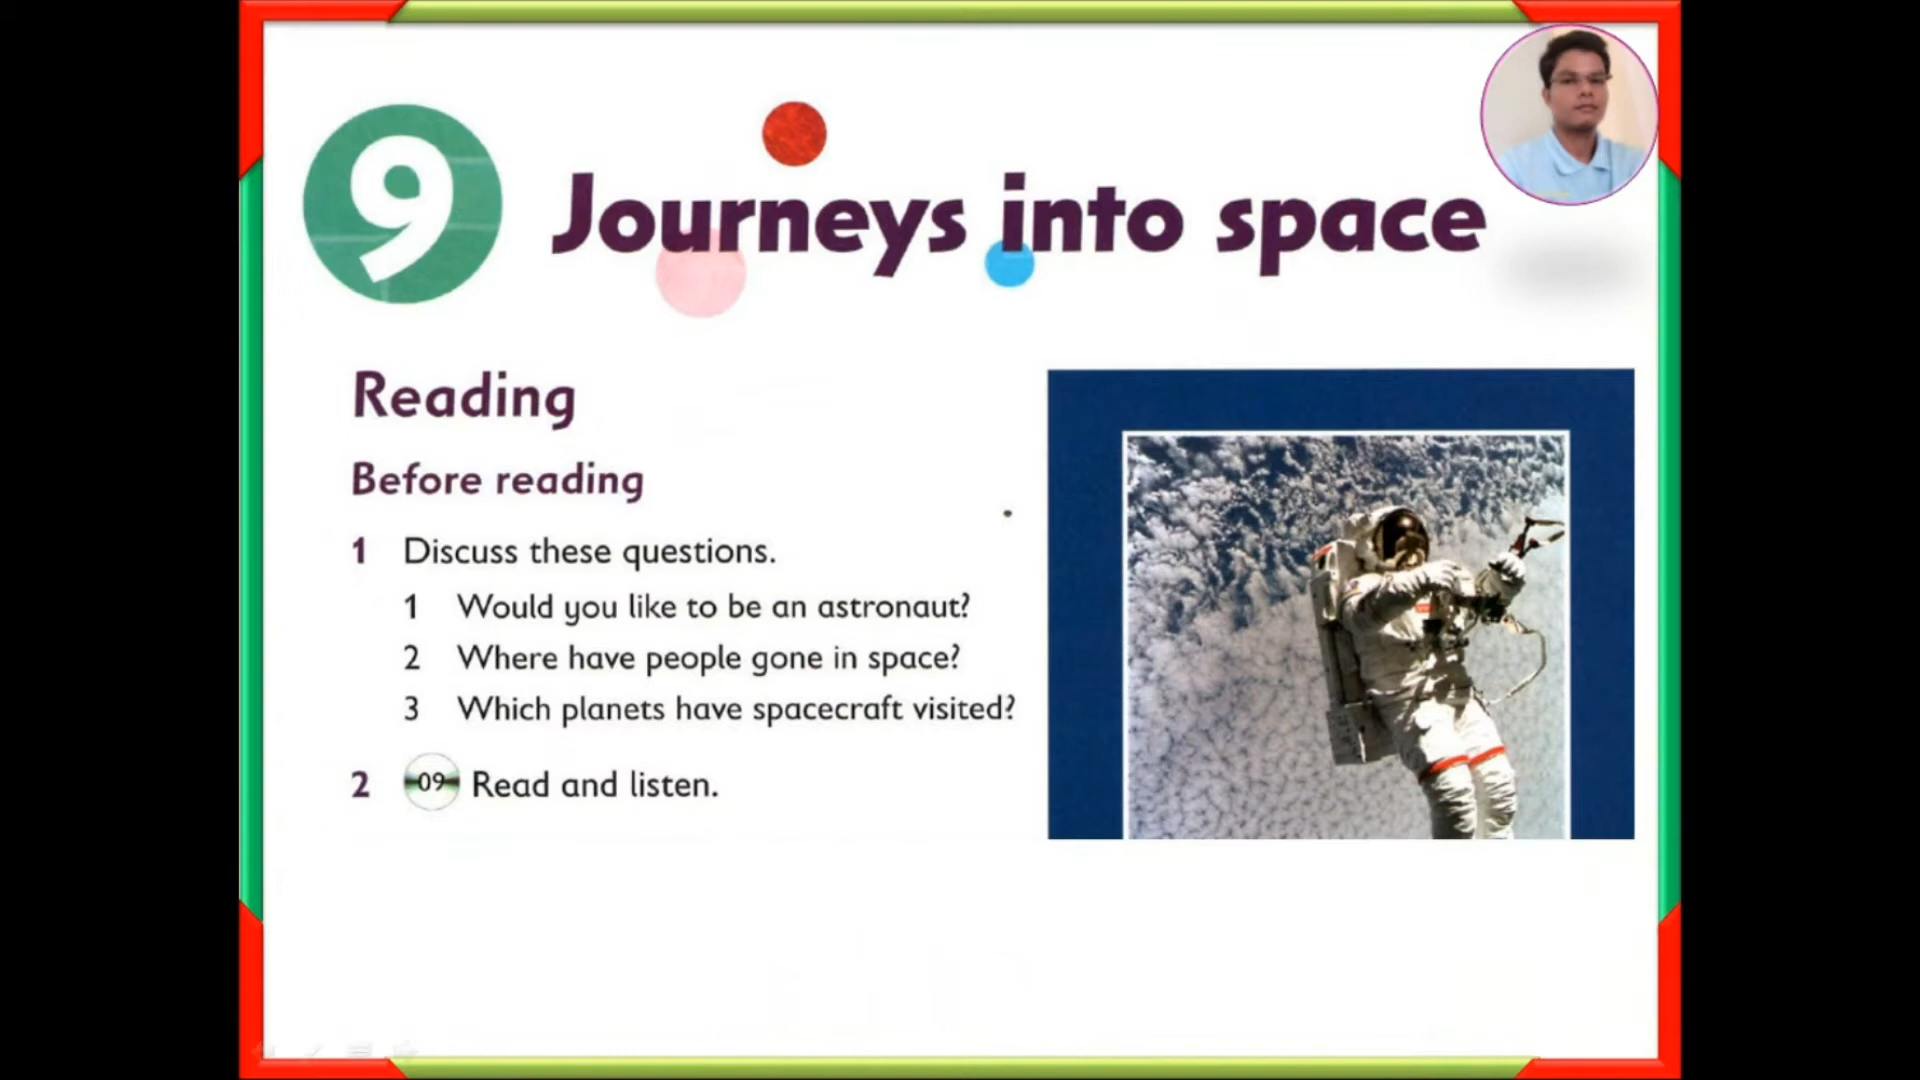 9
Journeys into space
Reading
Before reading
1 Discuss these questions.
1 Would you like to be an astronaut?
2 Where have people gone in space?
3 Which planets have spacecraft visited?
2 09 Read and listen.